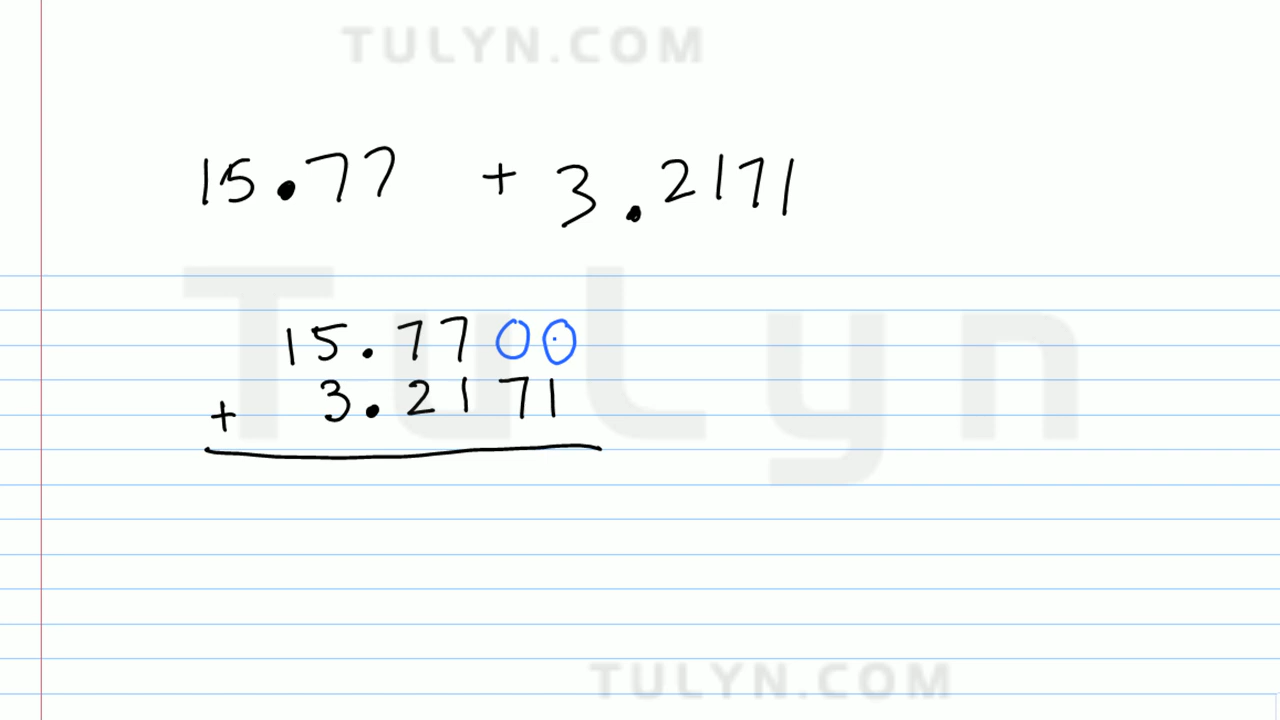 TULYN.COM
15.77 + 3.2171
TuLyn
15.7700
+ 3.2171
TULYN.COM